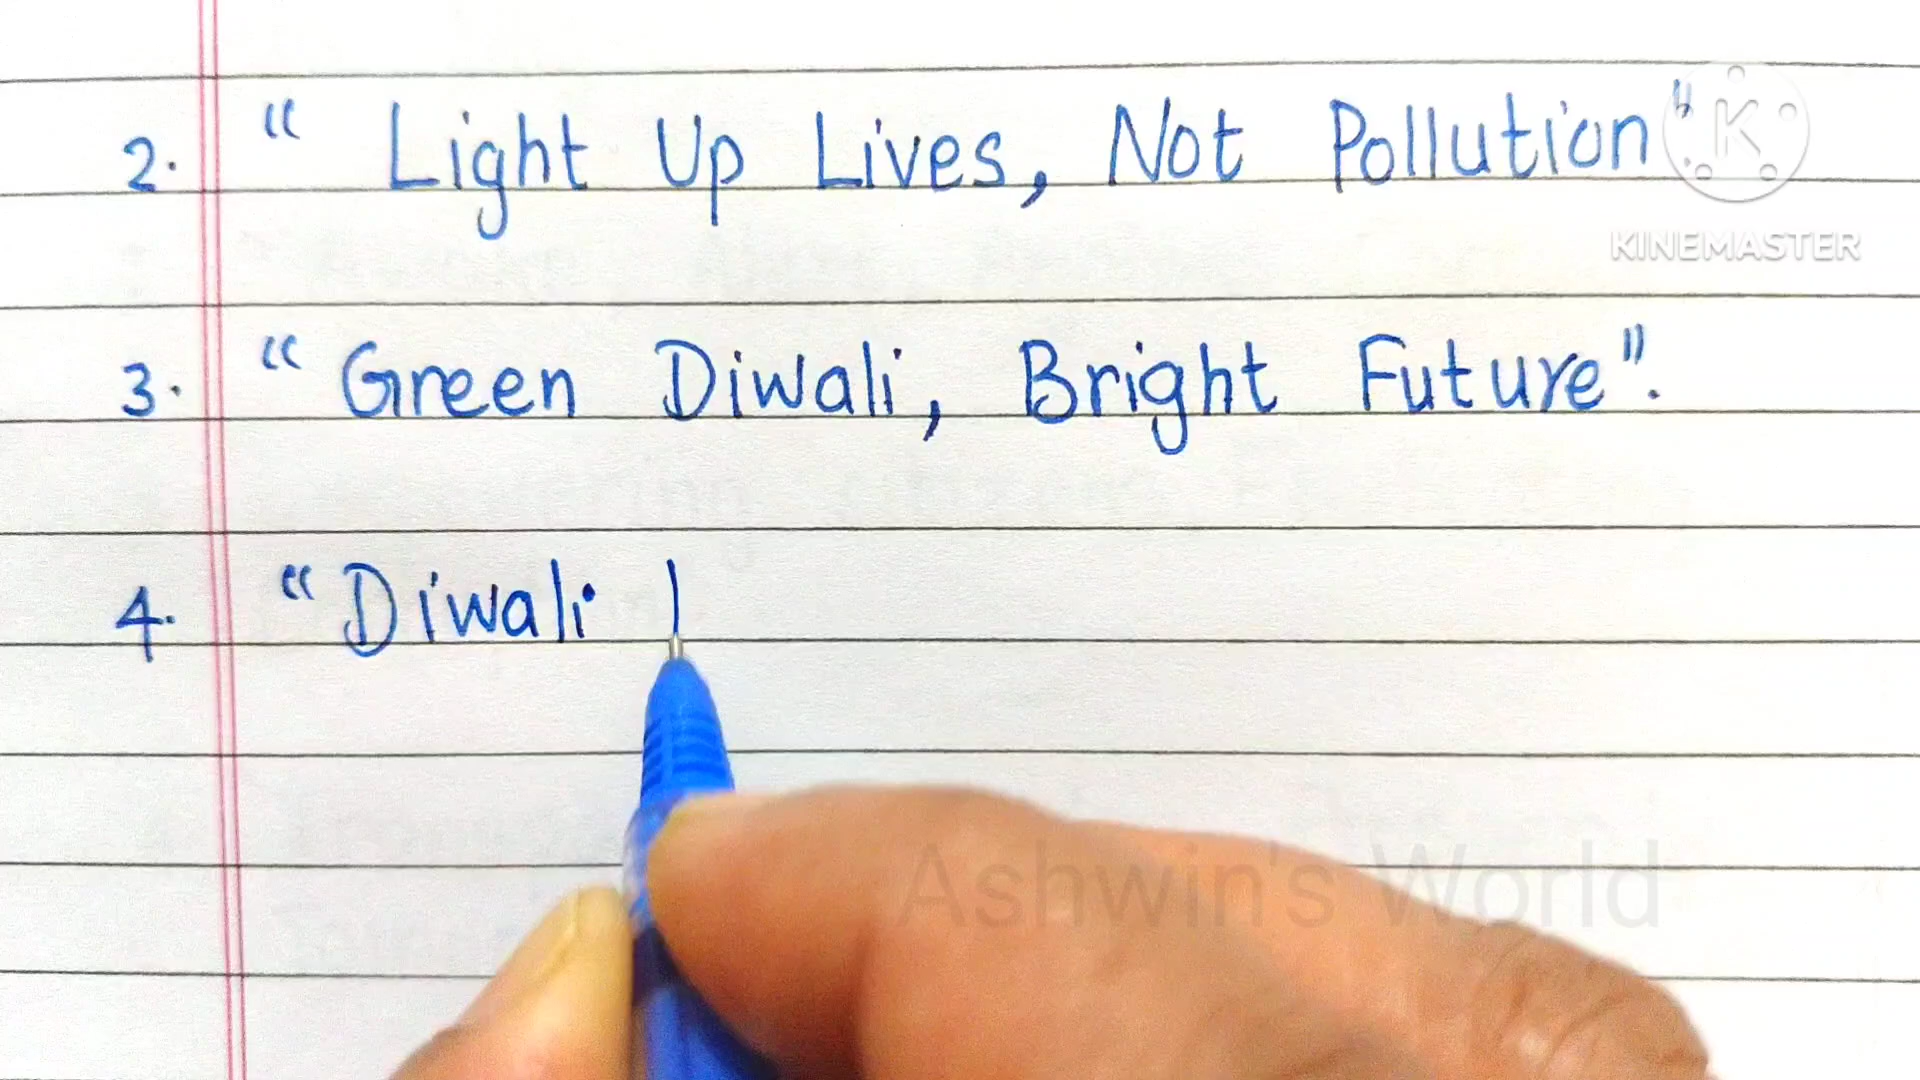 2. "Light Up Lives, Not Pollution"
KINEMASTER
3. "Green Diwali, Bright Future".
4. "Diwali
Ashwin's World